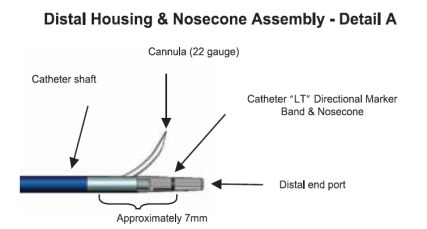 Distal Housing & Nosecone Assembly - Detail A
Cannula (22 gauge)
Catheter shaft
Catheter “LT” Directional Marker
Band & Nosecone
Distal end port
Approximately 7mm